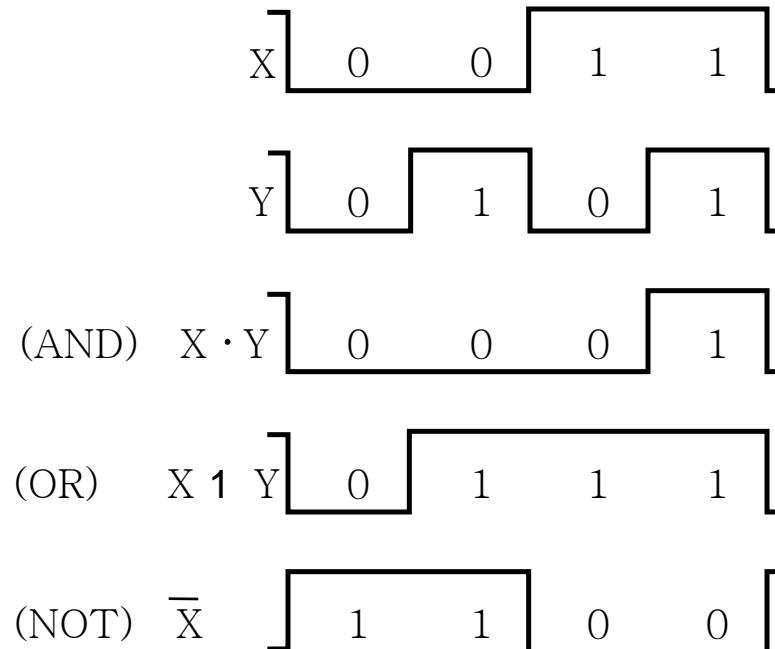 X 0 0 1 1
Y 0 1 0 1
(AND) X · Y 0 0 0 1
(OR) X 1 Y 0 1 1 1
(NOT) X̅ 1 1 0 0